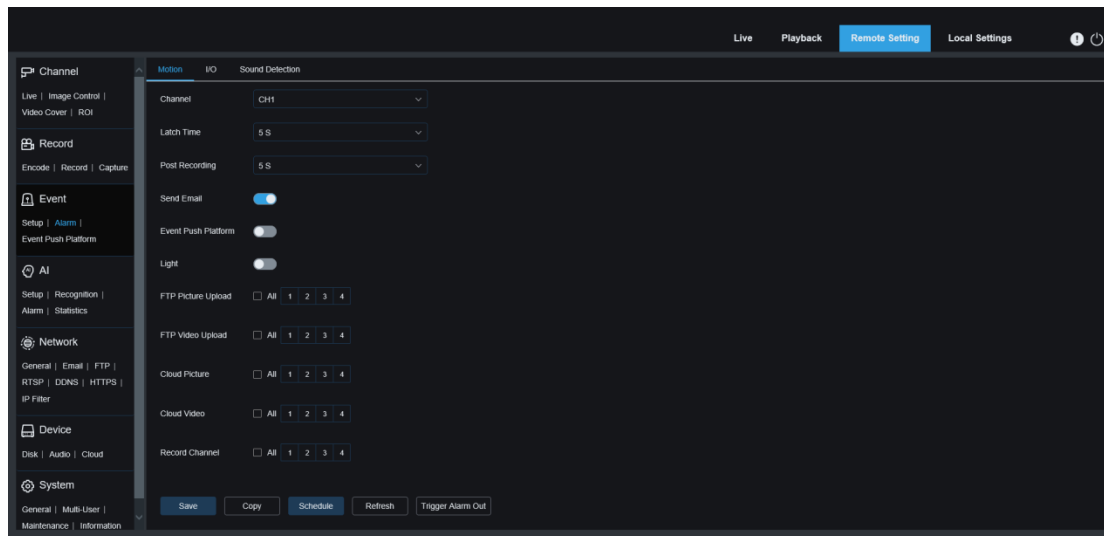 Live Playback Remote Setting Local Settings
Channel
Live | Image Control |
Video Cover | ROI
Record
Encode | Record | Capture
Event
Setup | Alarm |
Event Push Platform
AI
Setup | Recognition |
Alarm | Statistics
Network
General | Email | FTP |
RTSP | DDNS | HTTPS |
IP Filter
Device
Disk | Audio | Cloud
System
General | Multi-User |
Maintenance | Information
Motion I/O Sound Detection
Channel CH1
Latch Time 5 S
Post Recording 5 S
Send Email
Event Push Platform
Light
FTP Picture Upload All 1 2 3 4
FTP Video Upload All 1 2 3 4
Cloud Picture All 1 2 3 4
Cloud Video All 1 2 3 4
Record Channel All 1 2 3 4
Save Copy Schedule Refresh Trigger Alarm Out